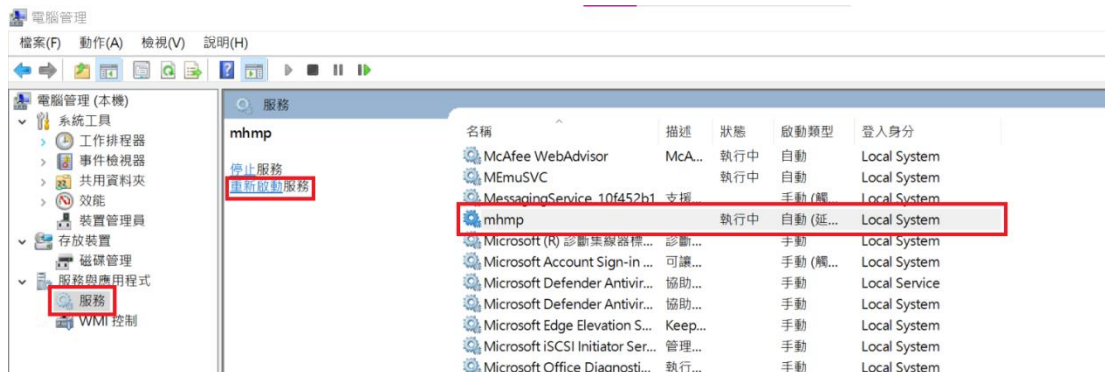 電腦管理
檔案(F) 動作(A) 檢視(V) 說明(H)
電腦管理 (本機)
系統工具
工作排程器
事件檢視器
共用資料夾
效能
裝置管理員
存放裝置
磁碟管理
服務與應用程式
服務
WMI 控制
服務
mhmp
停止服務
重新啟動服務
名稱 描述 狀態 啟動類型 登入身分
McAfee WebAdvisor McA... 執行中 自動 Local System
MEmuSVC 執行中 自動 Local System
MessagingService_10f452b1 支援... 手動 (觸... Local System
mhmp 執行中 自動 (延... Local System
Microsoft (R) 診斷集線器標... 診斷... 手動 Local System
Microsoft Account Sign-in ... 可讓... 手動 (觸... Local System
Microsoft Defender Antivir... 協助... 手動 Local Service
Microsoft Defender Antivir... 協助... 手動 Local System
Microsoft Edge Elevation S... Keep... 手動 Local System
Microsoft iSCSI Initiator Ser... 管理... 手動 Local System
Microsoft Office Diagnosti... 執行... 手動 Local System